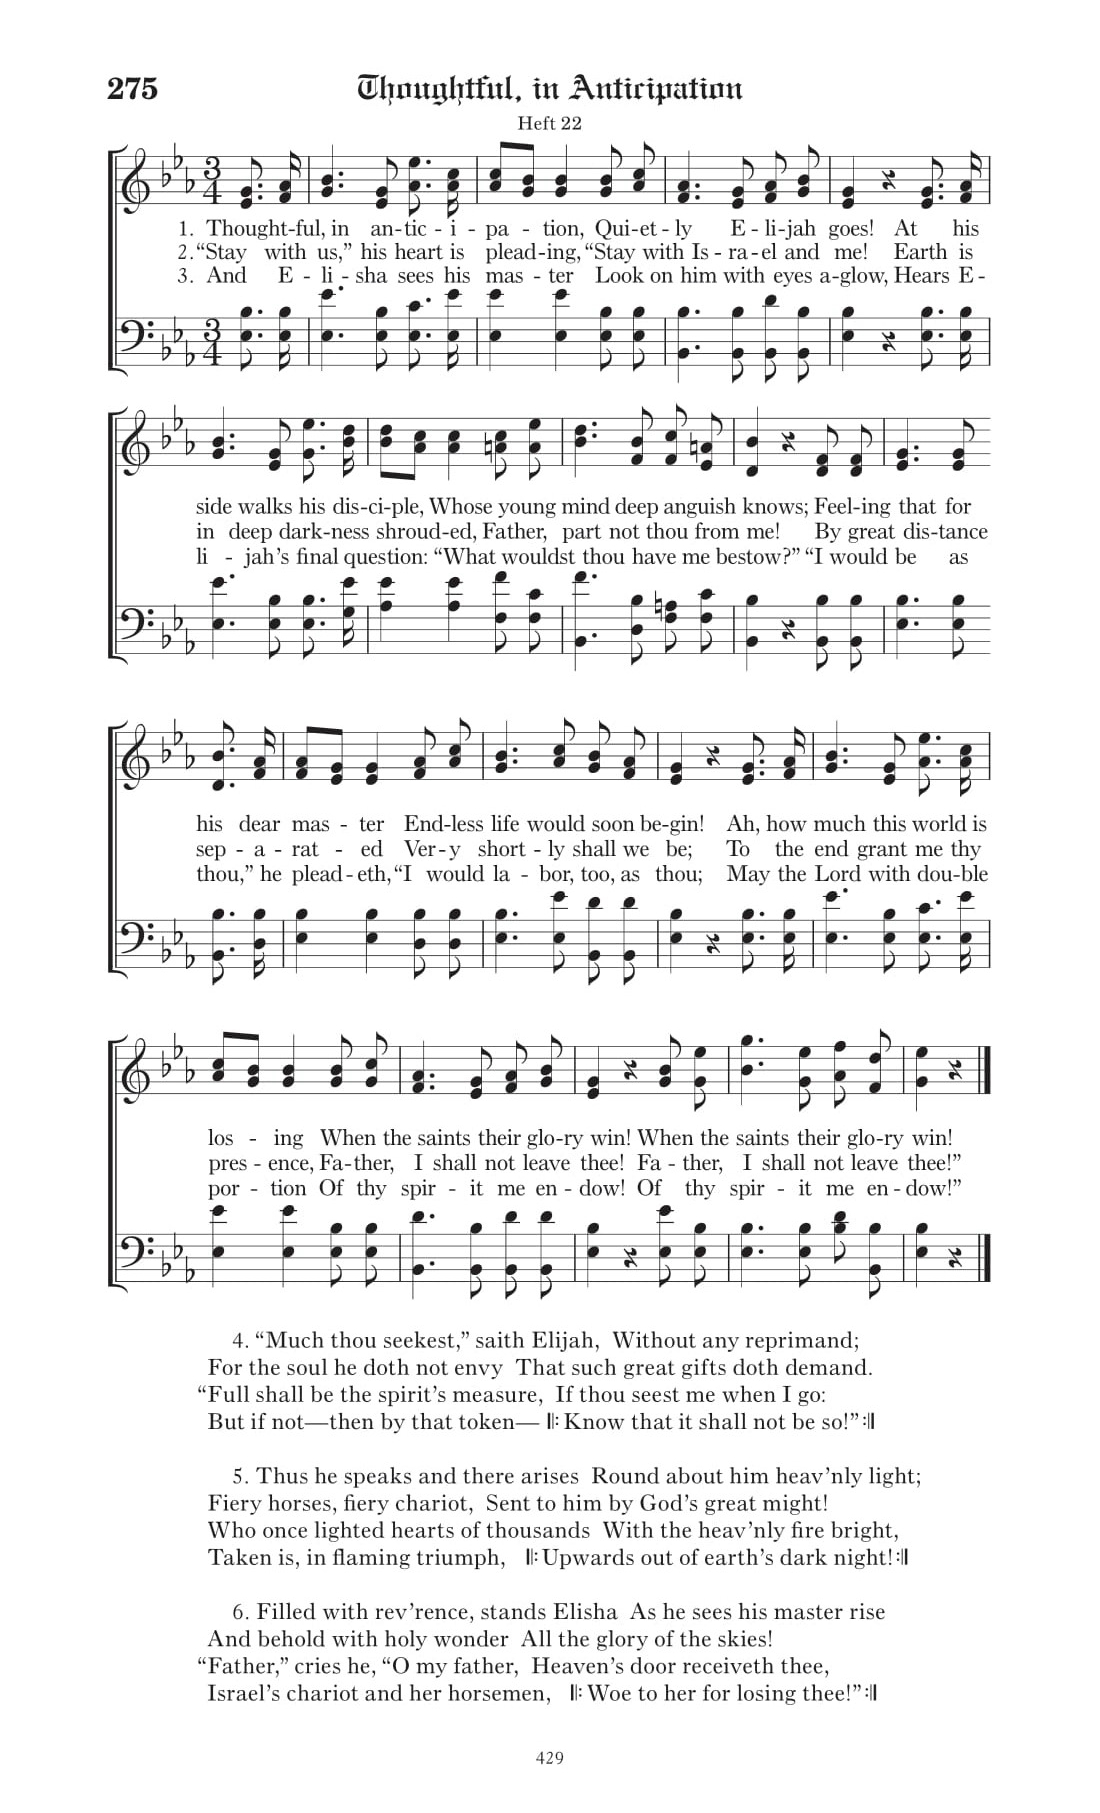 275
Thoughtful, in Anticipation
Heft 22
3 4
1. Thought-ful, in an-tic - i - pa - tion, Qui-et - ly E - li-jah goes! At his
2. “Stay with us,” his heart is plead-ing, “Stay with Is - ra-el and me! Earth is
3. And E - li - sha sees his mas - ter Look on him with eyes a-glow, Hears E -
3 4
side walks his dis-ci-ple, Whose young mind deep anguish knows; Feel-ing that for
in deep dark-ness shroud-ed, Father, part not thou from me! By great dis-tance
li - jah’s final question: “What wouldst thou have me bestow?” “I would be as
his dear mas - ter End-less life would soon be-gin! Ah, how much this world is
sep - a - rat - ed Ver-y short - ly shall we be; To the end grant me thy
thou,” he plead-eth, “I would la - bor, too, as thou; May the Lord with dou-ble
los - ing When the saints their glo-ry win! When the saints their glo-ry win!
pres - ence, Fa-ther, I shall not leave thee! Fa - ther, I shall not leave thee!”
por - tion Of thy spir - it me en - dow! Of thy spir - it me en-dow!”
4. “Much thou seekest,” saith Elijah, Without any reprimand;
For the soul he doth not envy That such great gifts doth demand.
“Full shall be the spirit’s measure, If thou seest me when I go:
But if not—then by that token— 𝄆 Know that it shall not be so!” 𝄇
5. Thus he speaks and there arises Round about him heav’nly light;
Fiery horses, fiery chariot, Sent to him by God’s great might!
Who once lighted hearts of thousands With the heav’nly fire bright,
Taken is, in flaming triumph, 𝄆 Upwards out of earth’s dark night! 𝄇
6. Filled with rev’rence, stands Elisha As he sees his master rise
And behold with holy wonder All the glory of the skies!
“Father,” cries he, “O my father, Heaven’s door receiveth thee,
Israel’s chariot and her horsemen, 𝄆 Woe to her for losing thee!” 𝄇
429